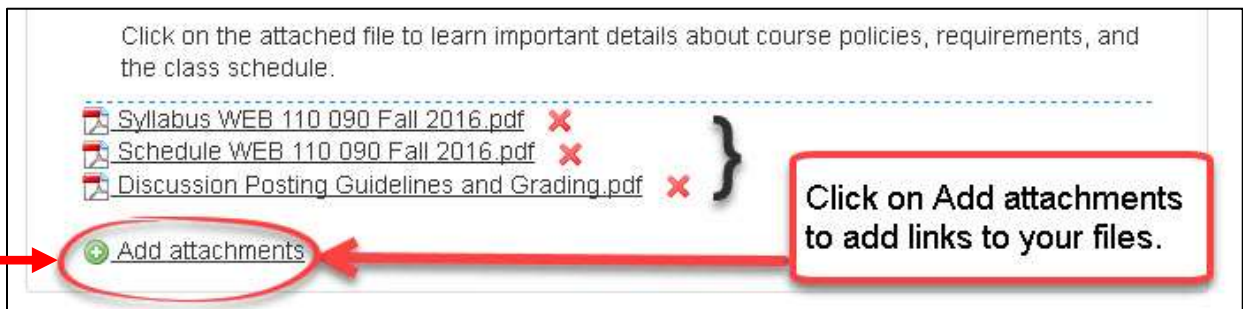 Click on the attached file to learn important details about course policies, requirements, and
the class schedule.
Syllabus WEB 110 090 Fall 2016.pdf
Schedule WEB 110 090 Fall 2016.pdf
Discussion Posting Guidelines and Grading.pdf
}
Add attachments
Click on Add attachments
to add links to your files.